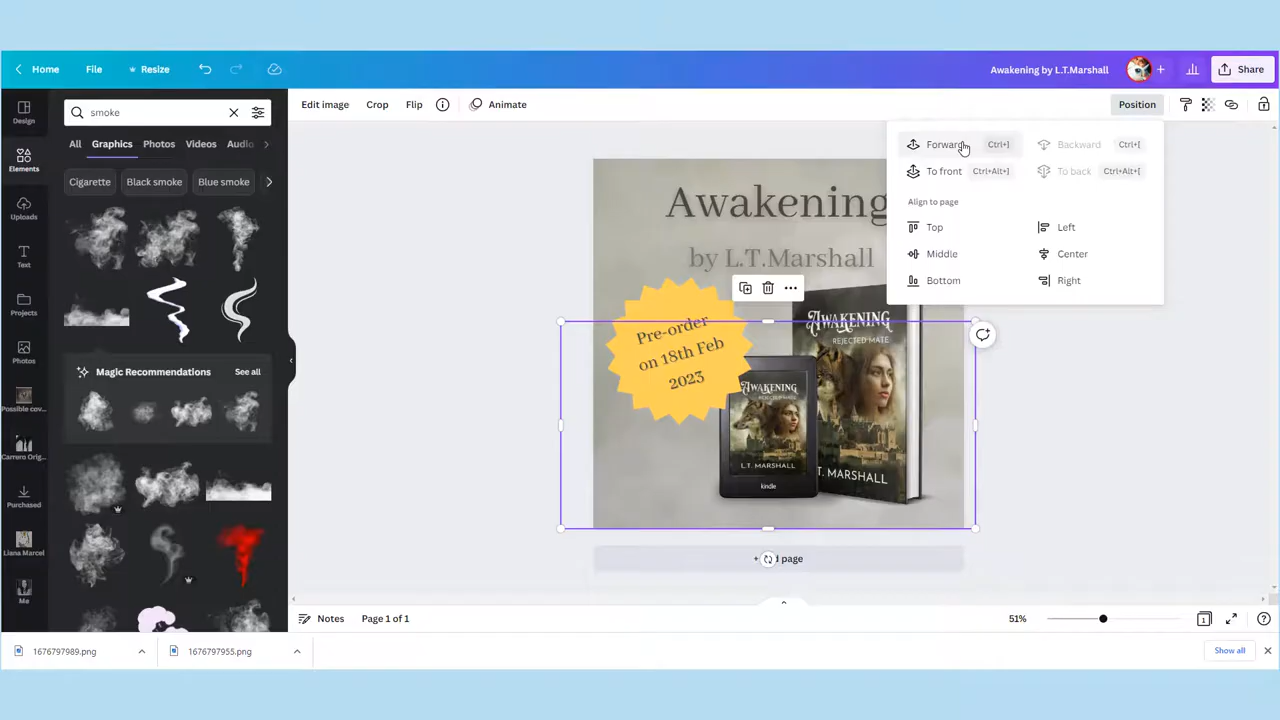 Home
File
Resize
Awakening by L.T.Marshall
Share
Design
smoke
Edit image
Crop
Flip
Animate
Position
All
Graphics
Photos
Videos
Audio
Elements
Cigarette
Black smoke
Blue smoke
Uploads
Text
Projects
Photos
Possible cov...
Carrero Orig...
Purchased
Liana Marcel
Me
Magic Recommendations
See all
Forward
Ctrl+]
Backward
Ctrl+[
To front
Ctrl+Alt+]
To back
Ctrl+Alt+[
Align to page
Top
Left
Middle
Center
Bottom
Right
Awakening
by L.T.Marshall
Pre-order
on 18th Feb
2023
AWAKENING
REJECTED MATE
L.T. MARSHALL
kindle
AWAKENING
REJECTED MATE
.T. MARSHALL
page
Notes
Page 1 of 1
51%
1
1676797989.png
1676797955.png
Show all